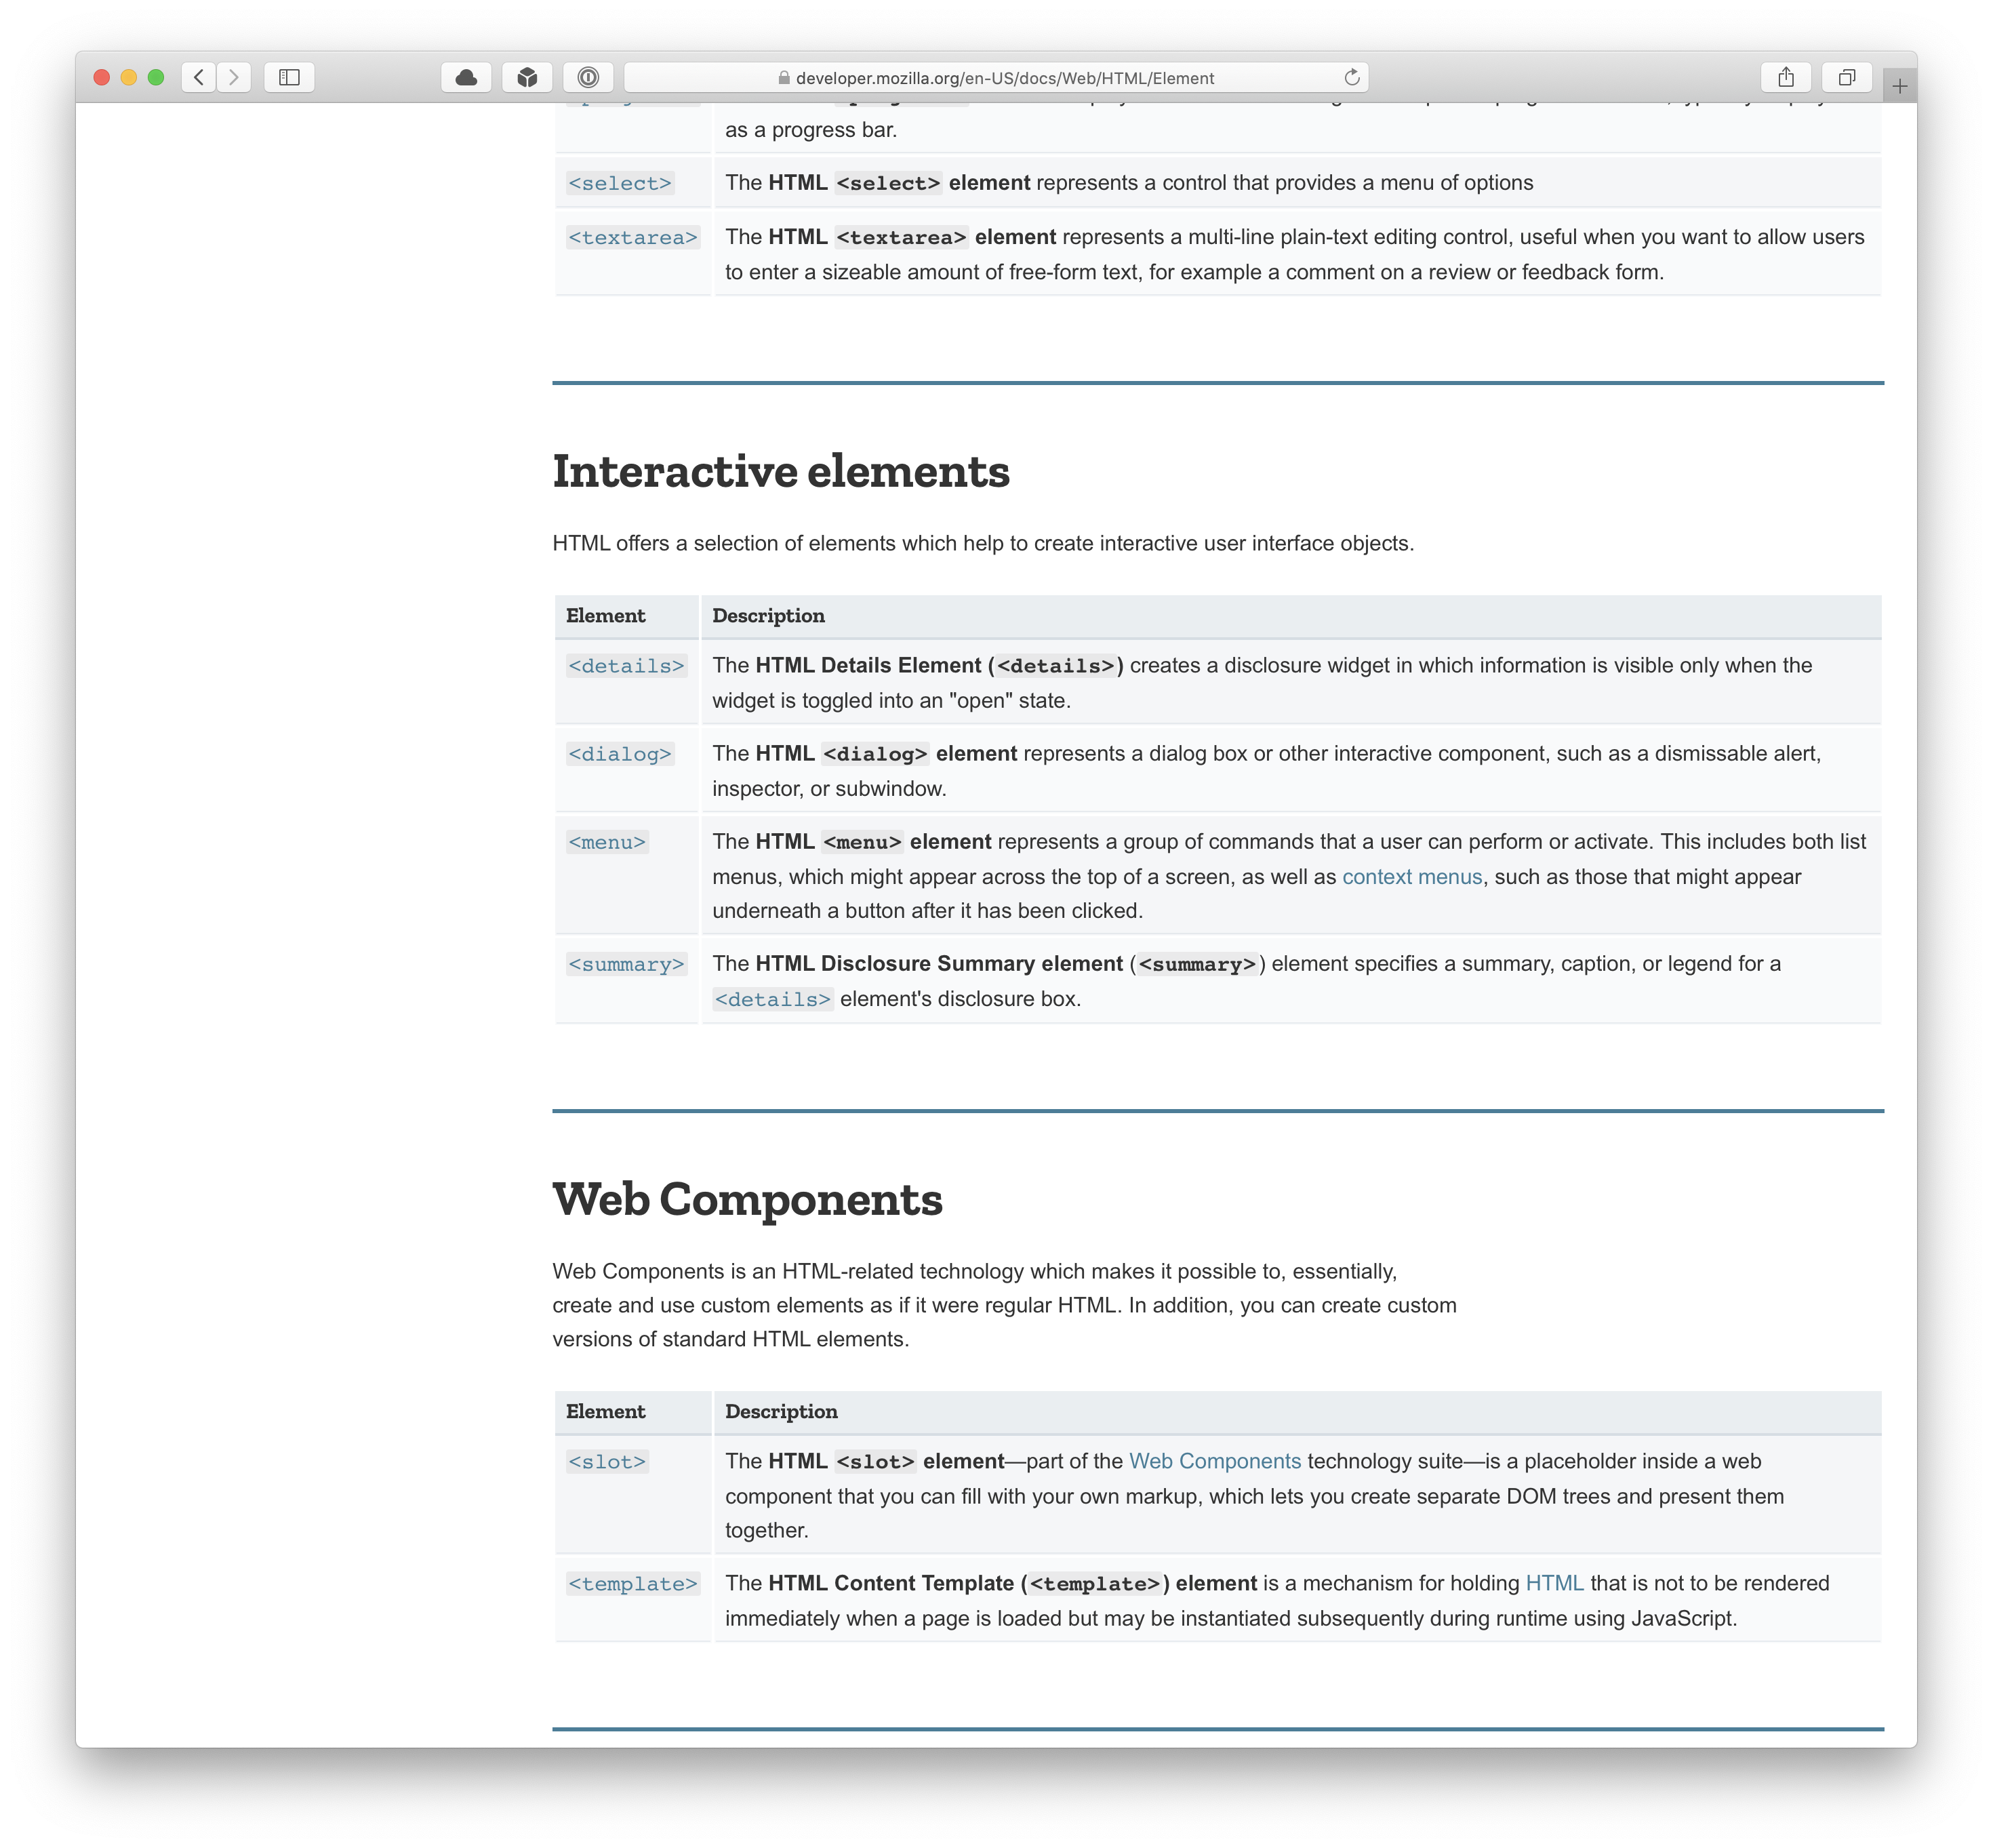 developer.mozilla.org/en-US/docs/Web/HTML/Element
as a progress bar.
<select> The HTML <select> element represents a control that provides a menu of options
<textarea> The HTML <textarea> element represents a multi-line plain-text editing control, useful when you want to allow users
to enter a sizeable amount of free-form text, for example a comment on a review or feedback form.
Interactive elements
HTML offers a selection of elements which help to create interactive user interface objects.
Element Description
<details> The HTML Details Element (<details>) creates a disclosure widget in which information is visible only when the
widget is toggled into an "open" state.
<dialog> The HTML <dialog> element represents a dialog box or other interactive component, such as a dismissable alert,
inspector, or subwindow.
<menu> The HTML <menu> element represents a group of commands that a user can perform or activate. This includes both list
menus, which might appear across the top of a screen, as well as context menus, such as those that might appear
underneath a button after it has been clicked.
<summary> The HTML Disclosure Summary element (<summary>) element specifies a summary, caption, or legend for a
<details> element's disclosure box.
Web Components
Web Components is an HTML-related technology which makes it possible to, essentially,
create and use custom elements as if it were regular HTML. In addition, you can create custom
versions of standard HTML elements.
Element Description
<slot> The HTML <slot> element—part of the Web Components technology suite—is a placeholder inside a web
component that you can fill with your own markup, which lets you create separate DOM trees and present them
together.
<template> The HTML Content Template (<template>) element is a mechanism for holding HTML that is not to be rendered
immediately when a page is loaded but may be instantiated subsequently during runtime using JavaScript.